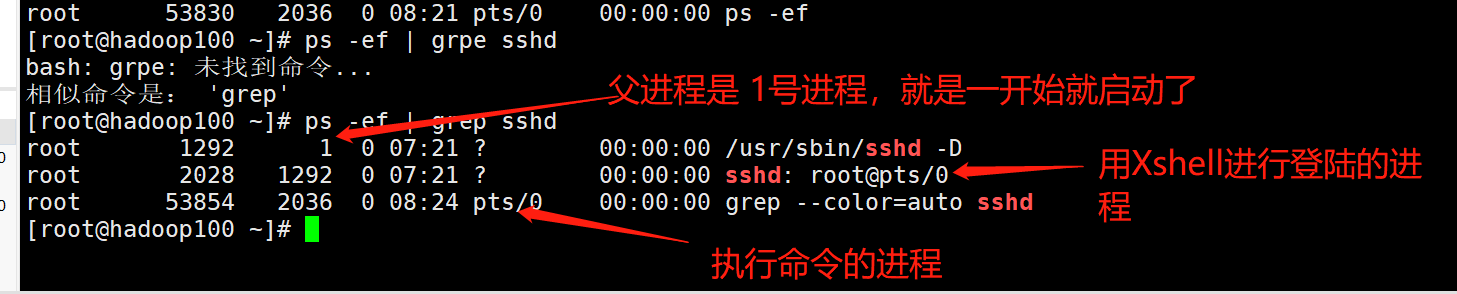 root 53830 2036 0 08:21 pts/0 00:00:00 ps -ef
[root@hadoop100 ~]# ps -ef | grpe sshd
bash: grpe: 未找到命令...
相似命令是： 'grep'
父进程是 1号进程，就是一开始就启动了
[root@hadoop100 ~]# ps -ef | grep sshd
root 1292 1 0 07:21 ? 00:00:00 /usr/sbin/sshd -D
root 2028 1292 0 07:21 ? 00:00:00 sshd: root@pts/0
用Xshell进行登陆的进
程
root 53854 2036 0 08:24 pts/0 00:00:00 grep --color=auto sshd
[root@hadoop100 ~]#
执行命令的进程